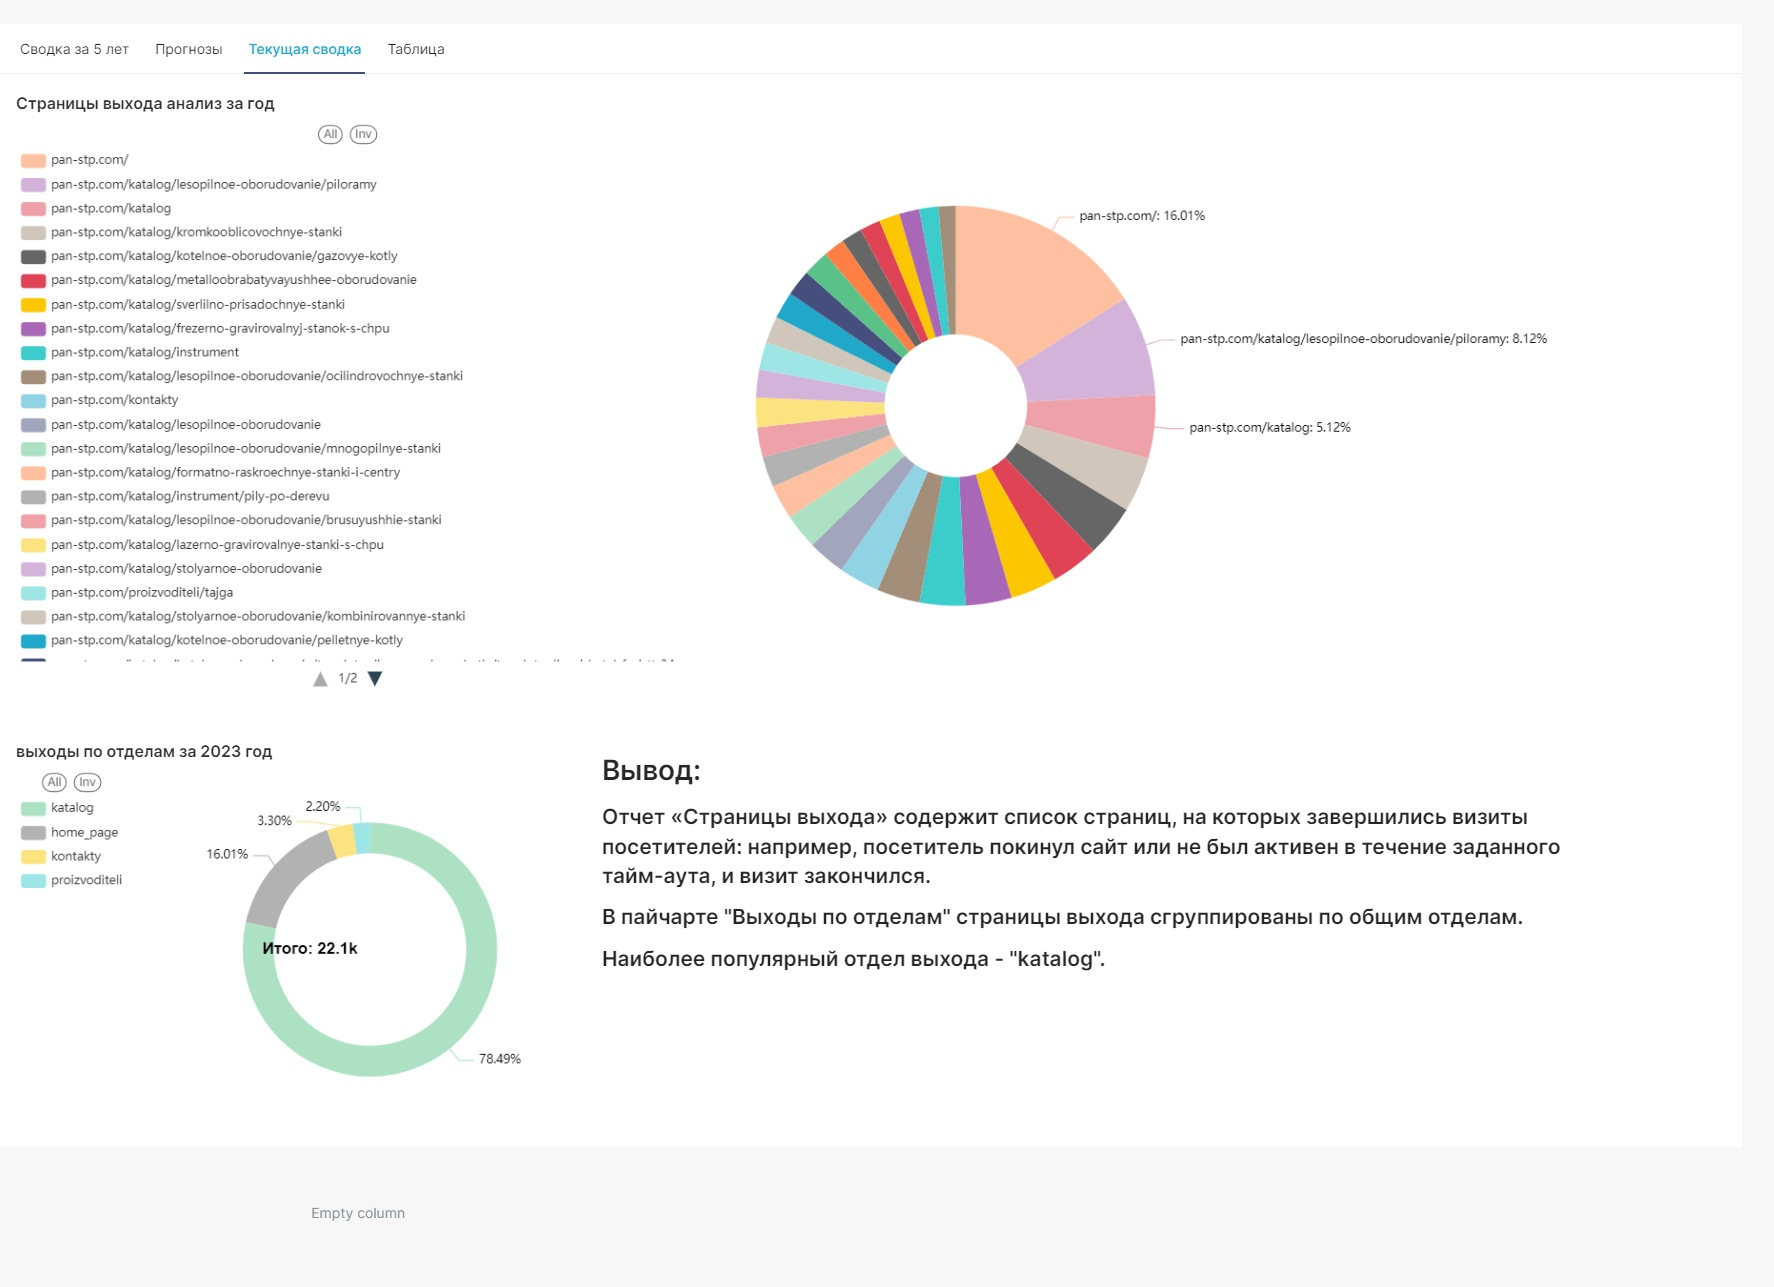 Сводка за 5 лет
Прогнозы
Текущая сводка
Таблица
Страницы выхода анализ за год
All
Inv
pan-stp.com/
pan-stp.com/katalog/lesopilnoe-oborudovanie/piloramy
pan-stp.com/katalog
pan-stp.com/katalog/kromkooblicovochnye-stanki
pan-stp.com/katalog/kotelnoe-oborudovanie/gazovye-kotly
pan-stp.com/katalog/metalloobrabatyvayushhee-oborudovanie
pan-stp.com/katalog/sverlilno-prisadochnye-stanki
pan-stp.com/katalog/frezerno-gravirovalnyj-stanok-s-chpu
pan-stp.com/katalog/instrument
pan-stp.com/katalog/lesopilnoe-oborudovanie/ocilindrovochnye-stanki
pan-stp.com/kontakty
pan-stp.com/katalog/lesopilnoe-oborudovanie
pan-stp.com/katalog/lesopilnoe-oborudovanie/mnogopilnye-stanki
pan-stp.com/katalog/formatno-raskroechnye-stanki-i-centry
pan-stp.com/katalog/instrument/pily-po-derevu
pan-stp.com/katalog/lesopilnoe-oborudovanie/brusuyushhie-stanki
pan-stp.com/katalog/lazerno-gravirovalnye-stanki-s-chpu
pan-stp.com/katalog/stolyarnoe-oborudovanie
pan-stp.com/proizvoditeli/tajga
pan-stp.com/katalog/stolyarnoe-oborudovanie/kombinirovannye-stanki
pan-stp.com/katalog/kotelnoe-oborudovanie/pelletnye-kotly
1/2
pan-stp.com/: 16.01%
pan-stp.com/katalog/lesopilnoe-oborudovanie/piloramy: 8.12%
pan-stp.com/katalog: 5.12%
выходы по отделам за 2023 год
All
Inv
katalog
home_page
kontakty
proizvoditeli
2.20%
3.30%
16.01%
Итого: 22.1k
78.49%
Вывод:
Отчет «Страницы выхода» содержит список страниц, на которых завершились визиты
посетителей: например, посетитель покинул сайт или не был активен в течение заданного
тайм-аута, и визит закончился.
В пайчарте "Выходы по отделам" страницы выхода сгруппированы по общим отделам.
Наиболее популярный отдел выхода - "katalog".
Empty column